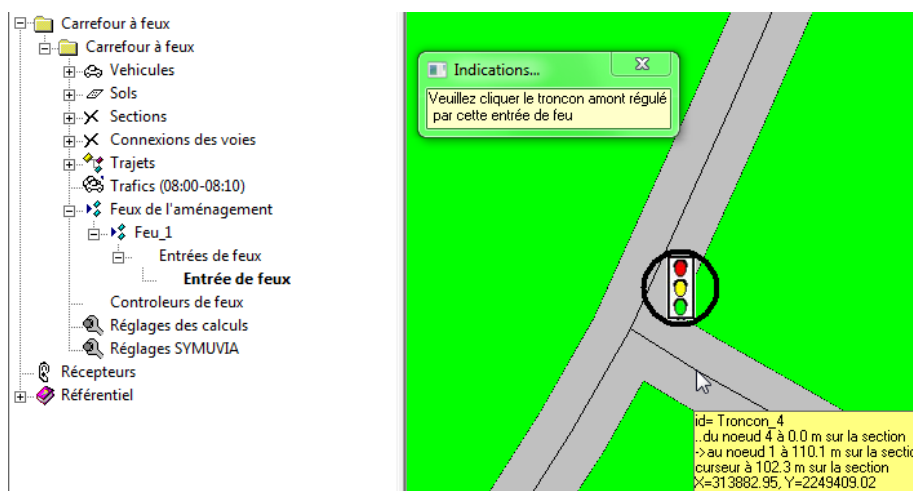 Carrefour à feux
Carrefour à feux
Vehicules
Sols
Sections
Connexions des voies
Trajets
Trafics (08:00-08:10)
Feux de l'aménagement
Feu_1
Entrées de feux
Entrée de feux
Controleurs de feux
Réglages des calculs
Réglages SYMUVIA
Récepteurs
Référentiel
Indications...
Veuillez cliquer le troncon amont régulé
par cette entrée de feu
id= Troncon_4
..du noeud 4 à 0.0 m sur la section
->au noeud 1 à 110.1 m sur la sectio
curseur à 102.3 m sur la section
X=313882.95, Y=2249409.02